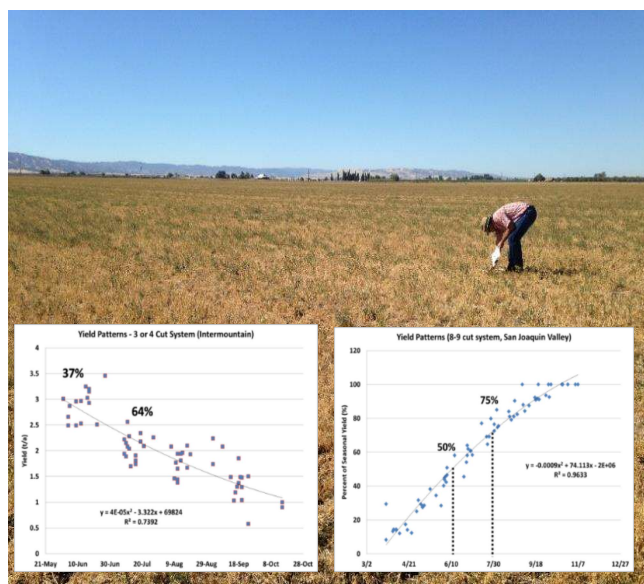 Yield Patterns - 3 or 4 Cut System (Intermountain)
4
3.5
3
2.5
2
1.5
1
0.5
0
Yield (t/a)
37%
64%
y = 4E-05x² - 3.322x + 69824
R² = 0.7392
21-May 10-Jun 30-Jun 20-Jul 9-Aug 29-Aug 18-Sep 8-Oct 28-Oct
Yield Patterns (8-9 cut system, San Joaquin Valley)
120
100
80
60
40
20
0
Percent of Seasonal Yield (%)
75%
50%
y = -0.0009x² + 74.113x - 2E+06
R² = 0.9633
3/2 4/21 6/10 7/30 9/18 11/7 12/27